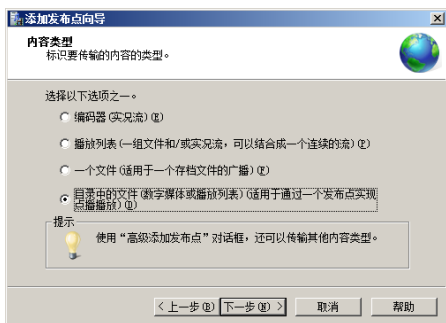 添加发布点向导
内容类型
标识要传输的内容的类型。
选择以下选项之一。
编码器(实况流)(E)
播放列表(一组文件和/或实况流，可以结合成一个连续的流)(P)
一个文件(适用于一个存档文件的广播)(F)
目录中的文件(数字媒体或播放列表)(适用于通过一个发布点实现
点播播放)(D)
提示
使用“高级添加发布点”对话框，还可以传输其他内容类型。
< 上一步(B)
下一步(N) >
取消
帮助